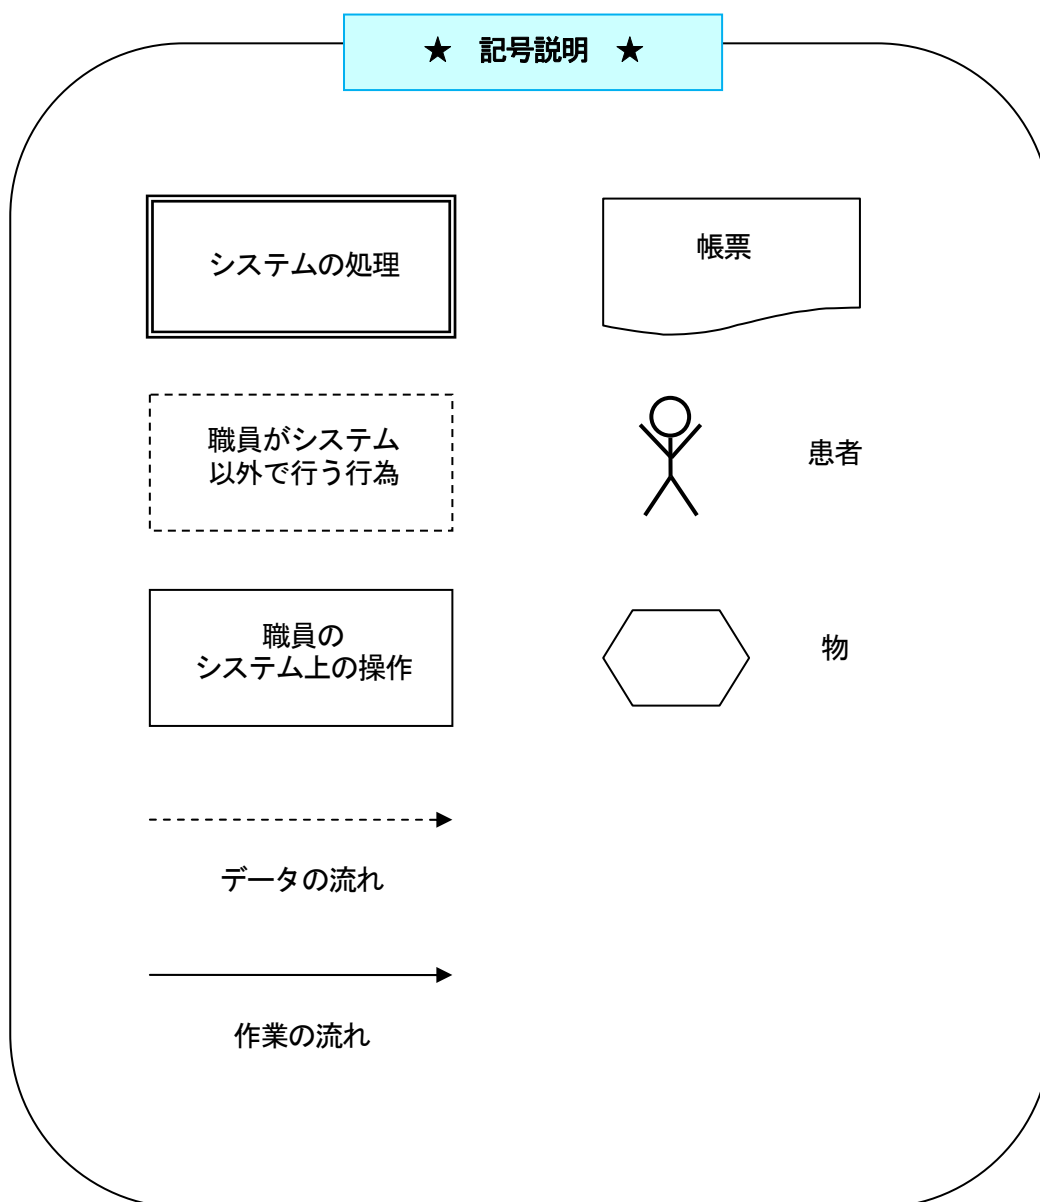 ★　記号説明　★
システムの処理
帳票
職員がシステム
以外で行う行為
患者
職員の
システム上の操作
物
データの流れ
作業の流れ